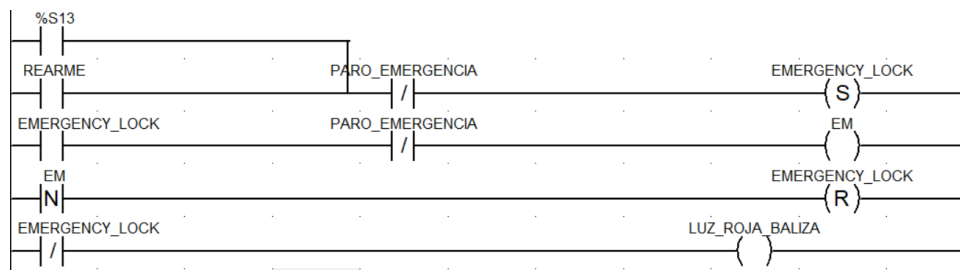 %S13
REARME PARO_EMERGENCIA EMERGENCY_LOCK
/ S
EMERGENCY_LOCK PARO_EMERGENCIA EM
/
EM EMERGENCY_LOCK
N R
EMERGENCY_LOCK LUZ_ROJA_BALIZA
/